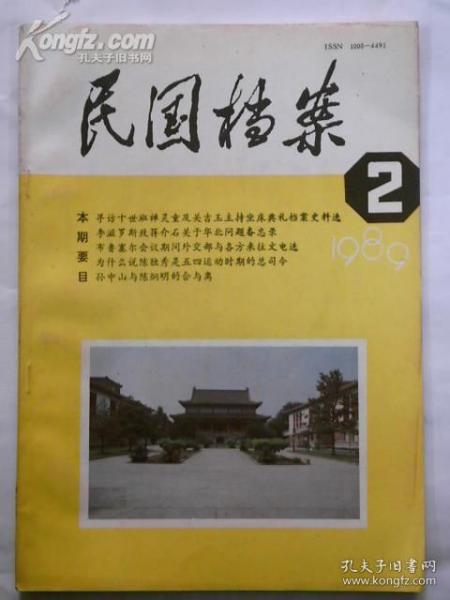 Kongfz.com
孔夫子旧书网
ISSN 1000-4491
民国档案
2
1989
本期要目
寻访十世班禅灵童及关吉玉主持坐床典礼档案史料选
李滋罗斯致蒋介石关于华北问题备忘录
布鲁塞尔会议期间外交部与各方来往文电选
为什么说陈独秀是五四运动时期的总司令
孙中山与陈炯明的合与离
孔夫子旧书网
www.kongfz.com